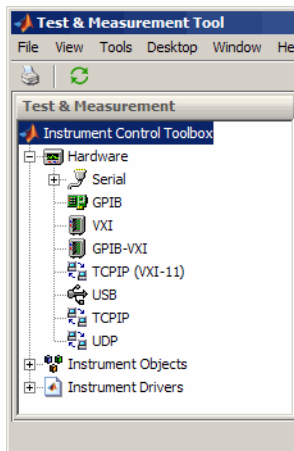 Test & Measurement Tool
File View Tools Desktop Window He
Test & Measurement
Instrument Control Toolbox
Hardware
Serial
GPIB
VXI
GPIB-VXI
TCPIP (VXI-11)
USB
TCPIP
UDP
Instrument Objects
Instrument Drivers